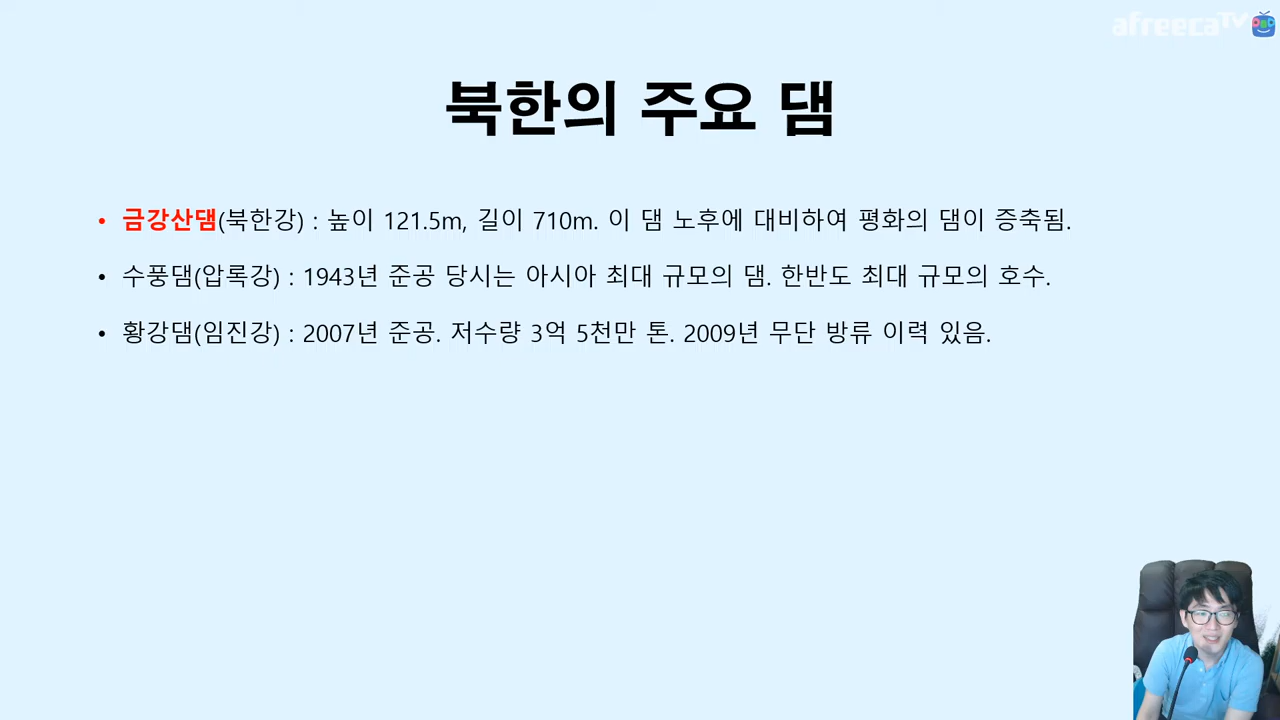 afreecaTV
북한의 주요 댐
• 금강산댐(북한강) : 높이 121.5m, 길이 710m. 이 댐 노후에 대비하여 평화의 댐이 증축됨.
• 수풍댐(압록강) : 1943년 준공 당시는 아시아 최대 규모의 댐. 한반도 최대 규모의 호수.
• 황강댐(임진강) : 2007년 준공. 저수량 3억 5천만 톤. 2009년 무단 방류 이력 있음.